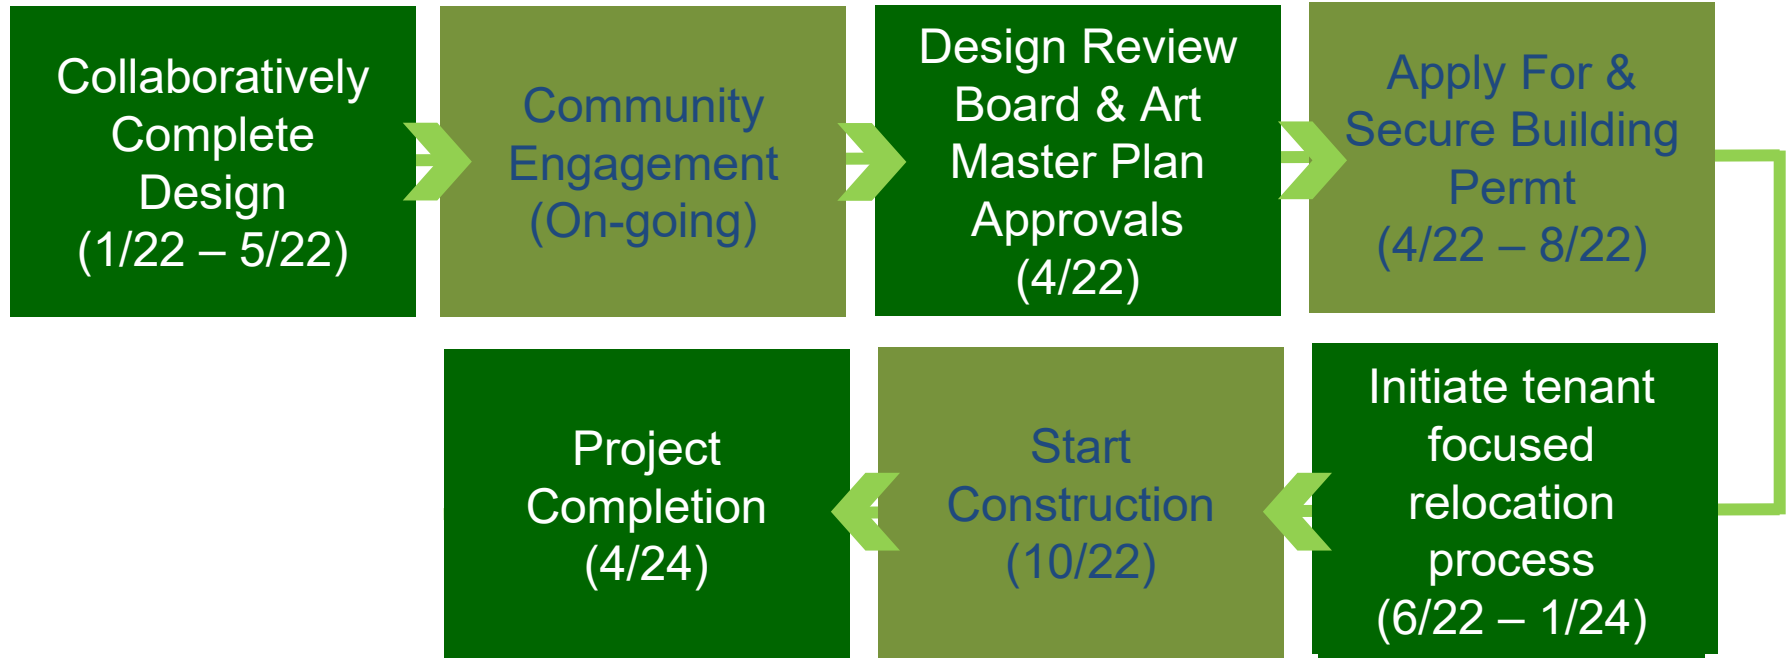 Collaboratively
Complete
Design
(1/22 – 5/22)
Community
Engagement
(On-going)
Design Review
Board & Art
Master Plan
Approvals
(4/22)
Apply For &
Secure Building
Permt
(4/22 – 8/22)
Initiate tenant
focused
relocation
process
(6/22 – 1/24)
Start
Construction
(10/22)
Project
Completion
(4/24)